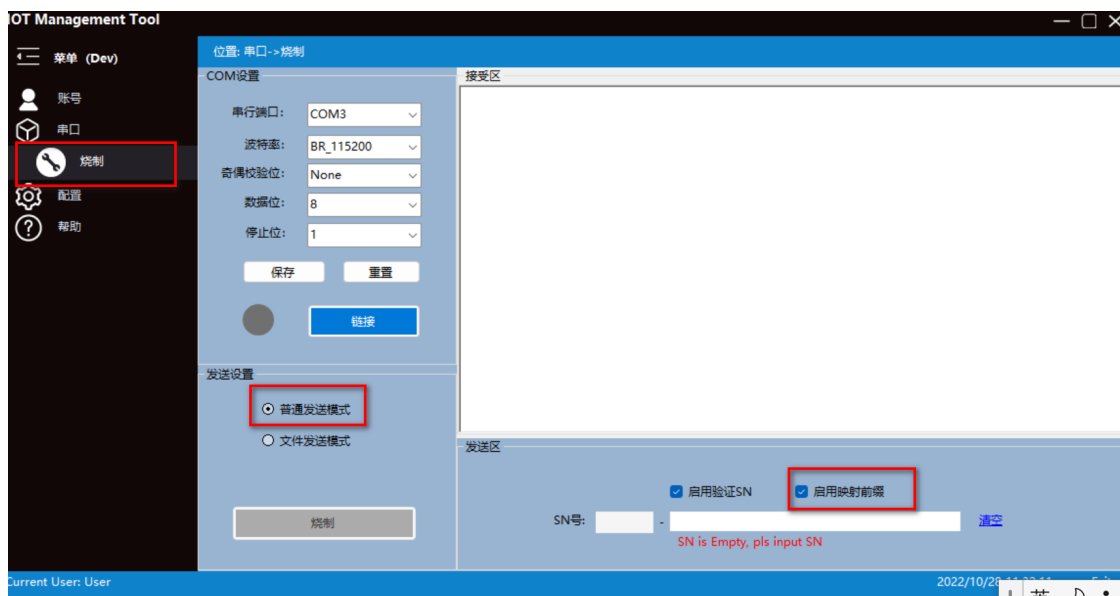 IOT Management Tool
菜单 (Dev)
账号
串口
烧制
配置
帮助
位置: 串口->烧制
COM设置
串行端口: COM3
波特率: BR_115200
奇偶校验位: None
数据位: 8
停止位: 1
保存 重置
链接
发送设置
普通发送模式
文件发送模式
烧制
接受区
发送区
启用验证SN 启用映射前缀
SN号: - 清空
SN is Empty, pls input SN
Current User: User
2022/10/28
英